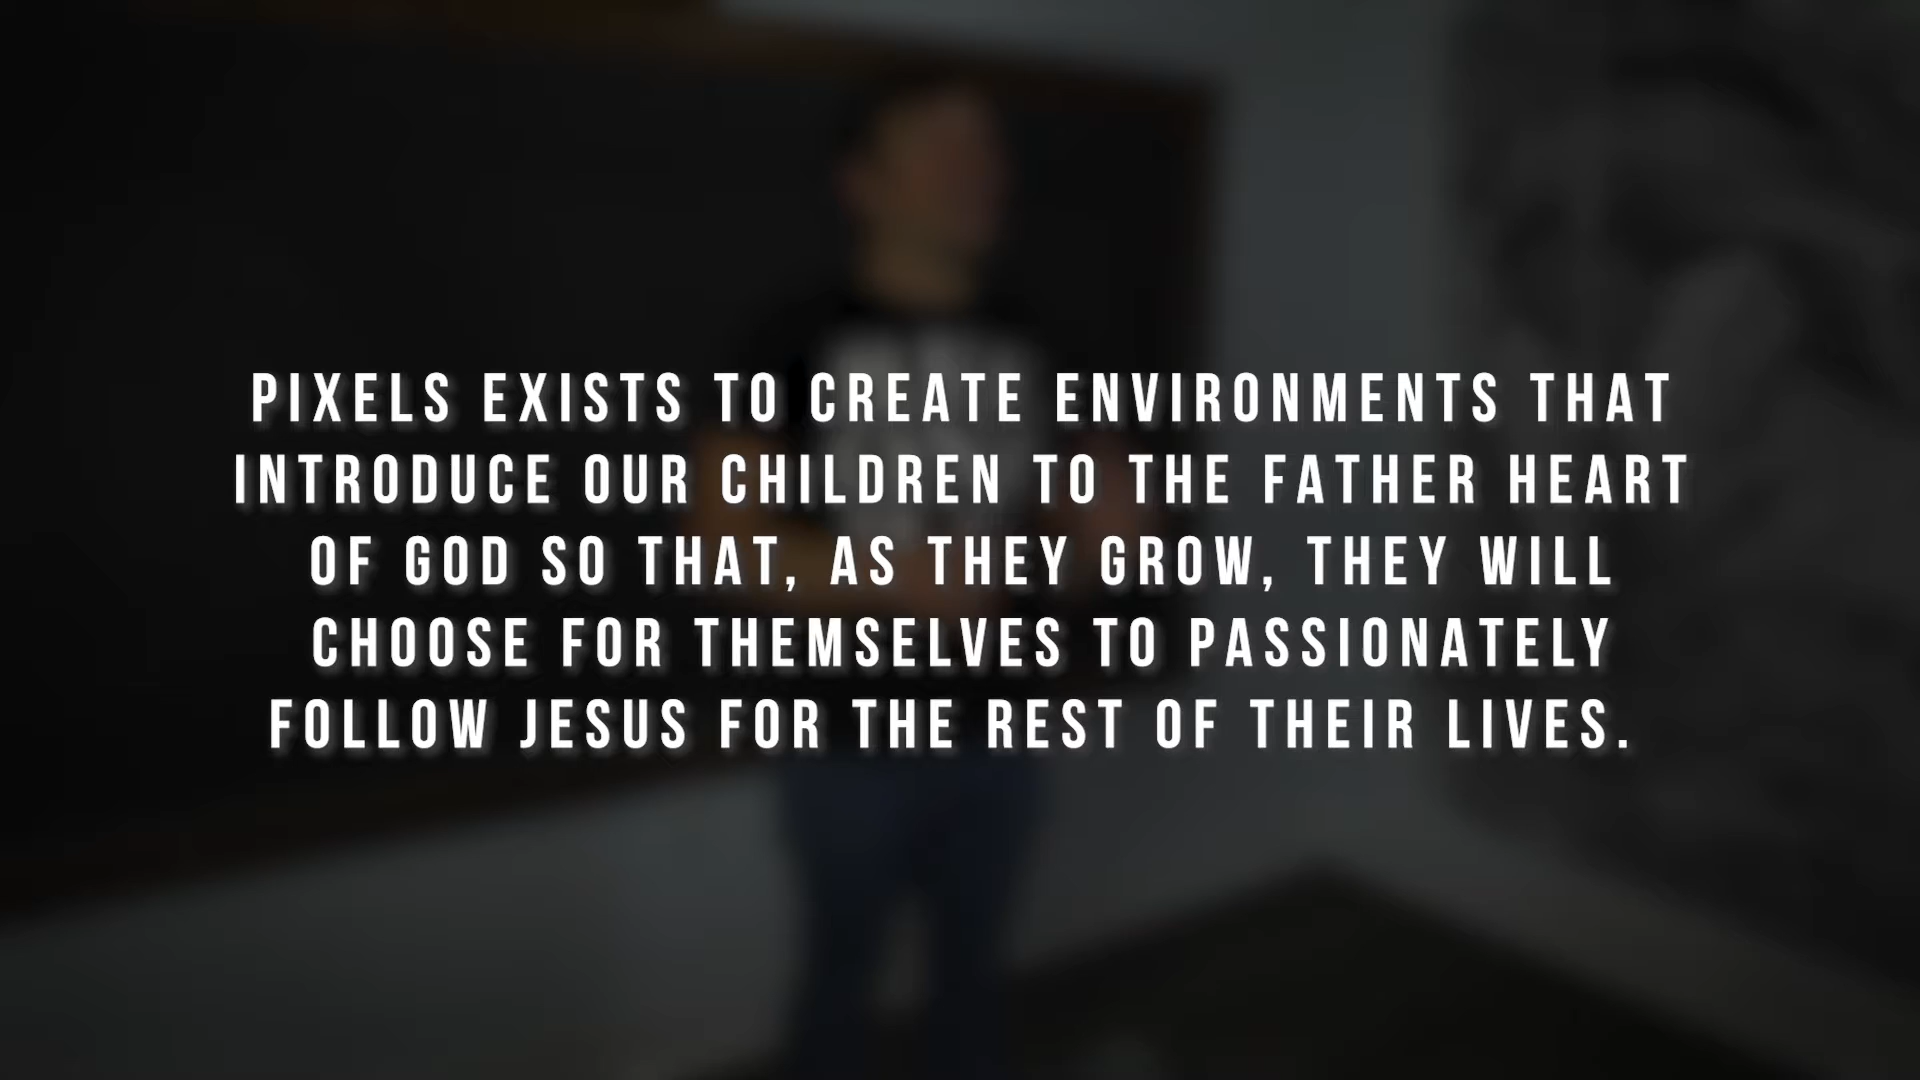 PIXELS EXISTS TO CREATE ENVIRONMENTS THAT
INTRODUCE OUR CHILDREN TO THE FATHER HEART
OF GOD SO THAT, AS THEY GROW, THEY WILL
CHOOSE FOR THEMSELVES TO PASSIONATELY
FOLLOW JESUS FOR THE REST OF THEIR LIVES.